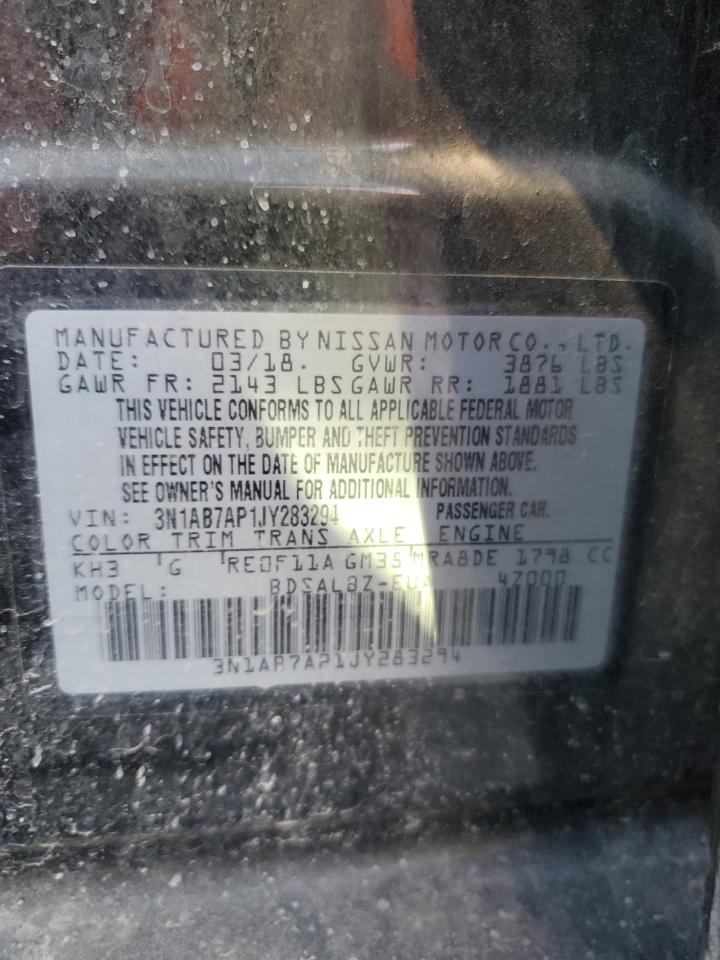 MANUFACTURED BY NISSAN MOTOR CO., LTD.
DATE: 03/18. GVWR: 3876 LBS
GAWR FR: 2143 LBS GAWR RR: 1881 LBS
THIS VEHICLE CONFORMS TO ALL APPLICABLE FEDERAL MOTOR
VEHICLE SAFETY, BUMPER AND THEFT PREVENTION STANDARDS
IN EFFECT ON THE DATE OF MANUFACTURE SHOWN ABOVE.
SEE OWNER'S MANUAL FOR ADDITIONAL INFORMATION.
VIN: 3N1AB7AP1JY283294 PASSENGER CAR.
COLOR TRIM TRANS AXLE ENGINE
KH3 G RE0F11A GM35 MRA8DE 1798 CC
MODEL: BDSALBZ-EUA 47000
3N1AB7AP1JY283294